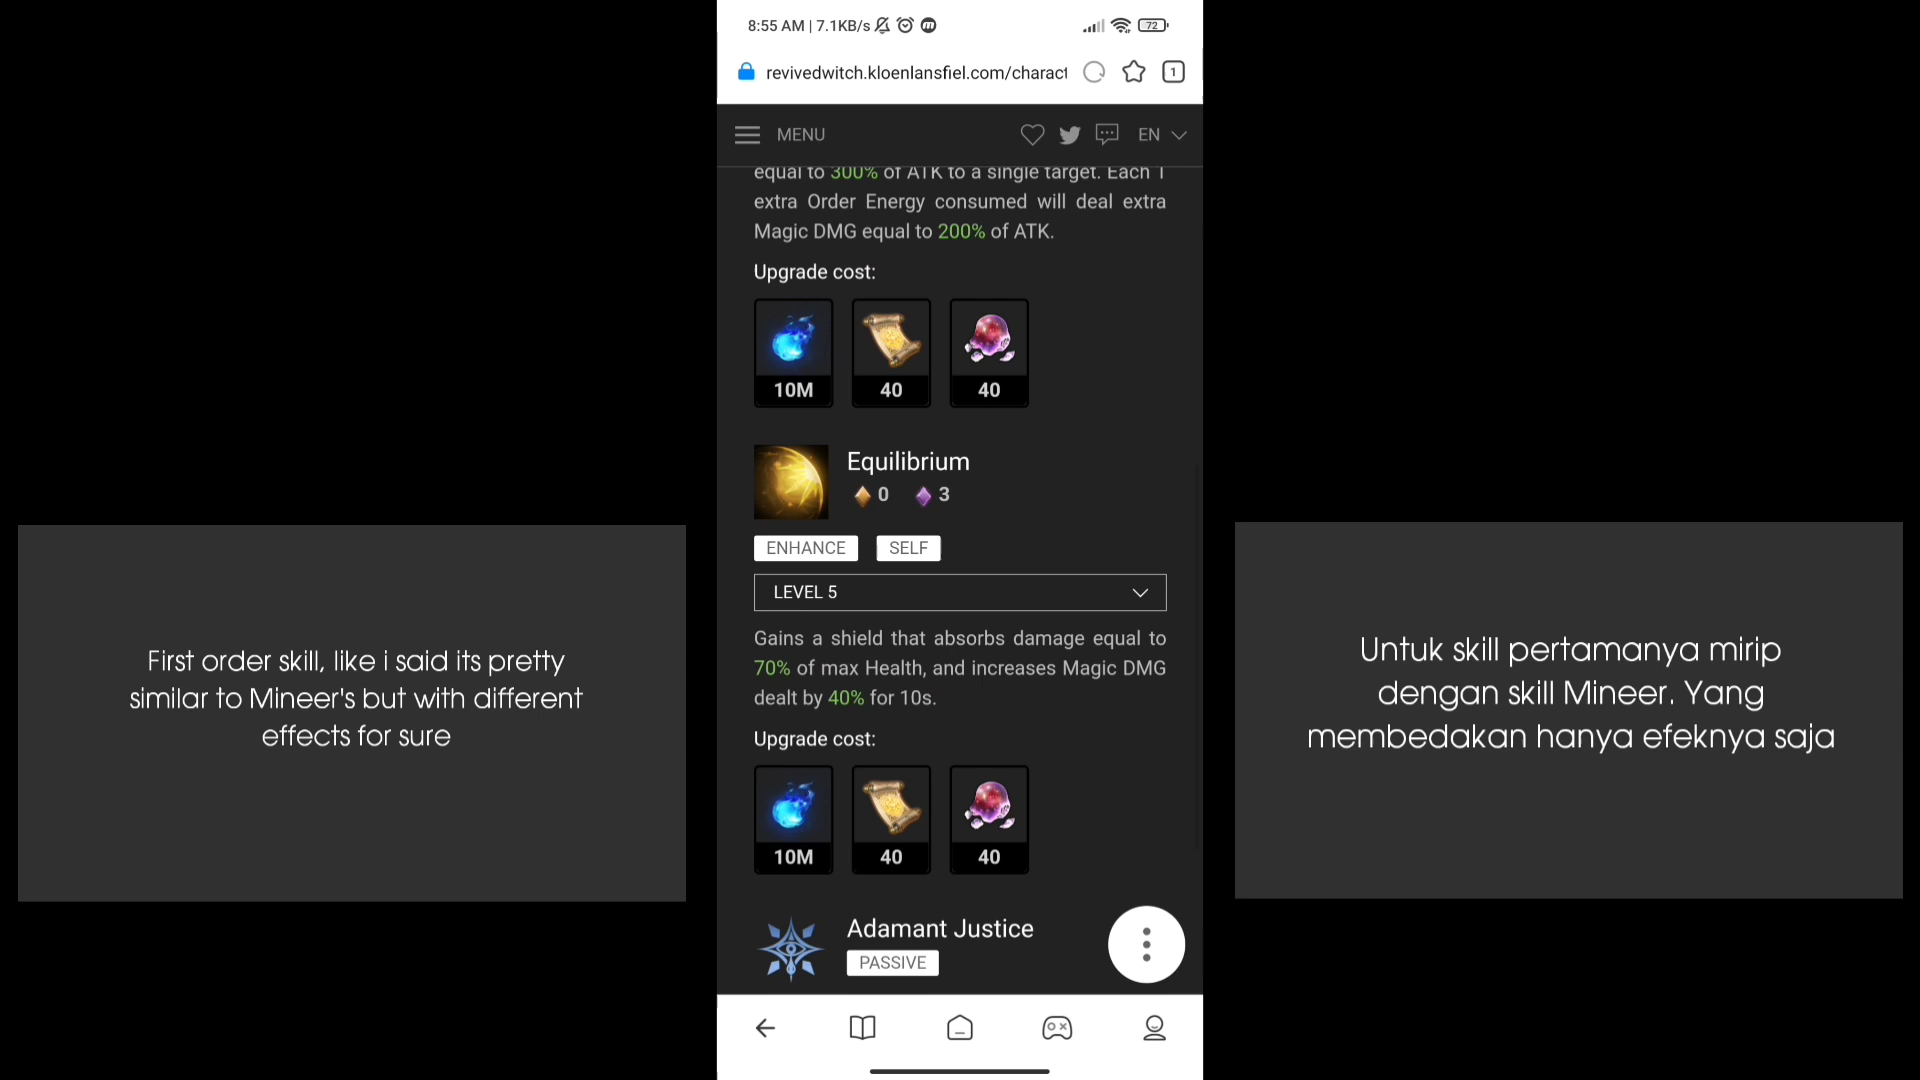 8:55 AM | 7.1KB/s
72
revivedwitch.kloenlansfiel.com/charact
1
MENU
EN
equal to 300% of ATK to a single target. Each 1
extra Order Energy consumed will deal extra
Magic DMG equal to 200% of ATK.
Upgrade cost:
10M 40 40
Equilibrium
0 3
ENHANCE SELF
LEVEL 5
Gains a shield that absorbs damage equal to
70% of max Health, and increases Magic DMG
dealt by 40% for 10s.
Upgrade cost:
10M 40 40
Adamant Justice
PASSIVE
First order skill, like i said its pretty
similar to Mineer's but with different
effects for sure
Untuk skill pertamanya mirip
dengan skill Mineer. Yang
membedakan hanya efeknya saja